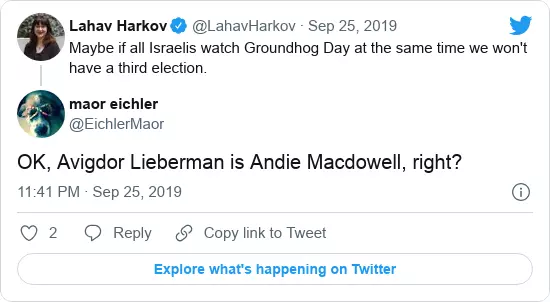 Lahav Harkov @LahavHarkov · Sep 25, 2019
Maybe if all Israelis watch Groundhog Day at the same time we won't
have a third election.
maor eichler
@EichlerMaor
OK, Avigdor Lieberman is Andie Macdowell, right?
11:41 PM · Sep 25, 2019
2 Reply Copy link to Tweet
Explore what's happening on Twitter